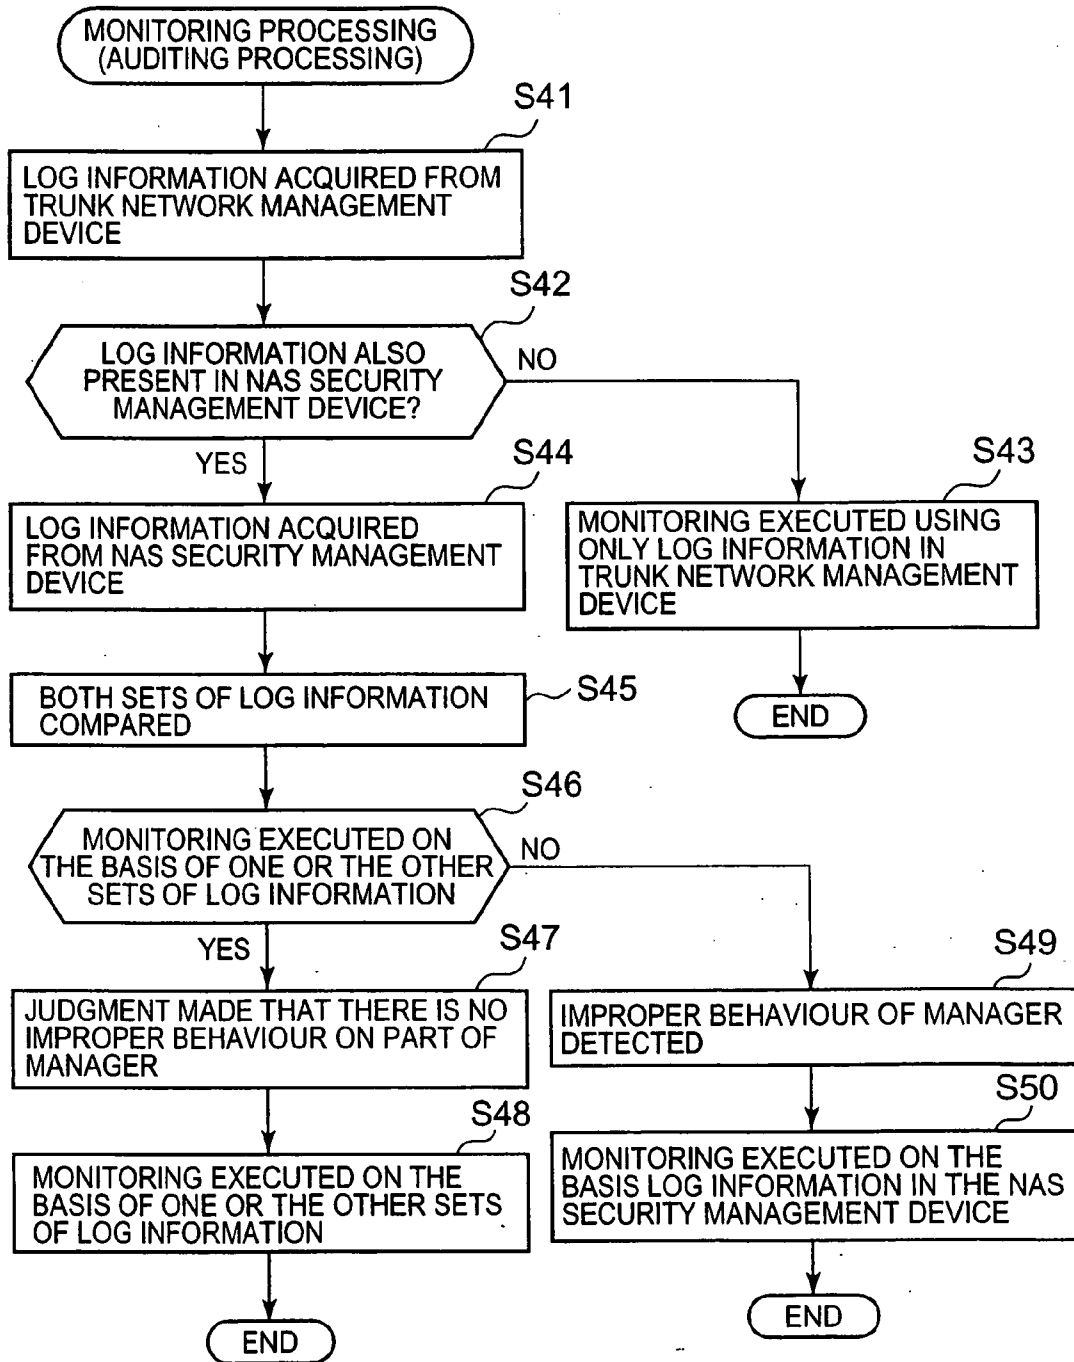 MONITORING PROCESSING
(AUDITING PROCESSING)
S41
LOG INFORMATION ACQUIRED FROM
TRUNK NETWORK MANAGEMENT
DEVICE
S42
LOG INFORMATION ALSO
PRESENT IN NAS SECURITY
MANAGEMENT DEVICE?
NO
YES
S44
LOG INFORMATION ACQUIRED
FROM NAS SECURITY MANAGEMENT
DEVICE
S43
MONITORING EXECUTED USING
ONLY LOG INFORMATION IN
TRUNK NETWORK MANAGEMENT
DEVICE
END
BOTH SETS OF LOG INFORMATION
COMPARED
S45
S46
MONITORING EXECUTED ON
THE BASIS OF ONE OR THE OTHER
SETS OF LOG INFORMATION
NO
YES
S47
JUDGMENT MADE THAT THERE IS NO
IMPROPER BEHAVIOUR ON PART OF
MANAGER
S48
MONITORING EXECUTED ON THE
BASIS OF ONE OR THE OTHER SETS
OF LOG INFORMATION
END
S49
IMPROPER BEHAVIOUR OF MANAGER
DETECTED
S50
MONITORING EXECUTED ON THE
BASIS LOG INFORMATION IN THE NAS
SECURITY MANAGEMENT DEVICE
END